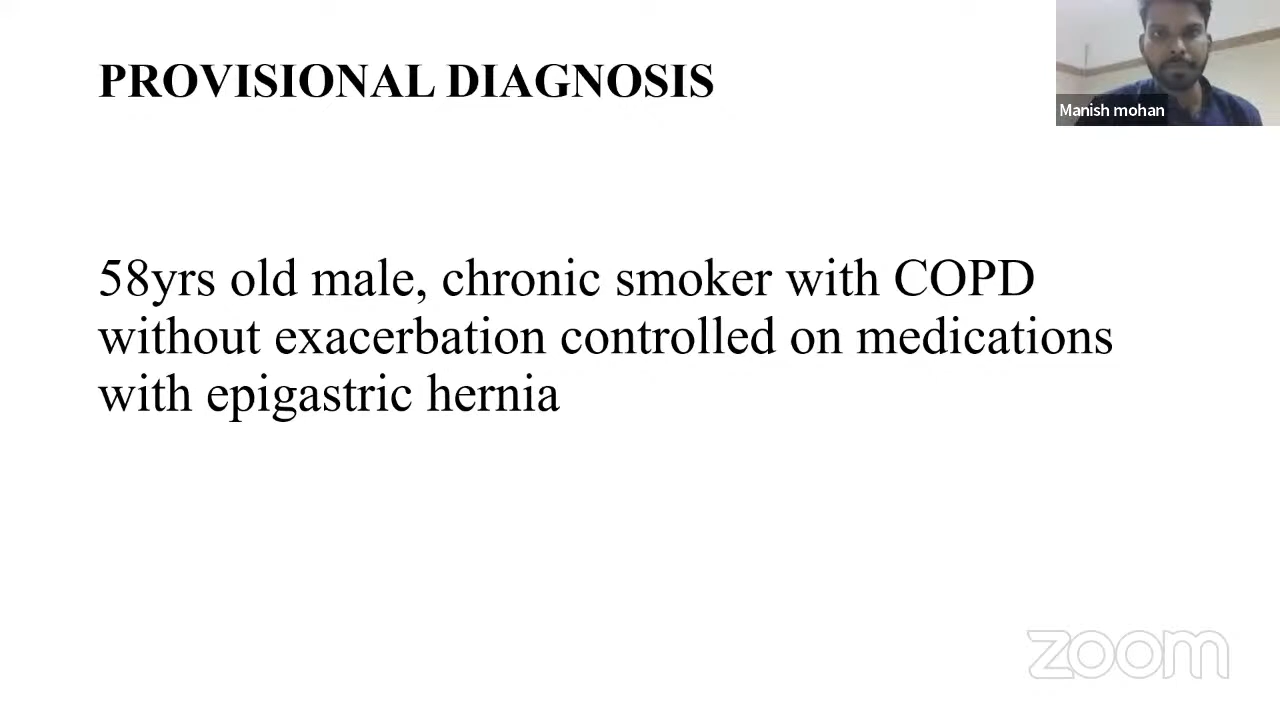 PROVISIONAL DIAGNOSIS
Manish mohan
58yrs old male, chronic smoker with COPD
without exacerbation controlled on medications
with epigastric hernia
zoom